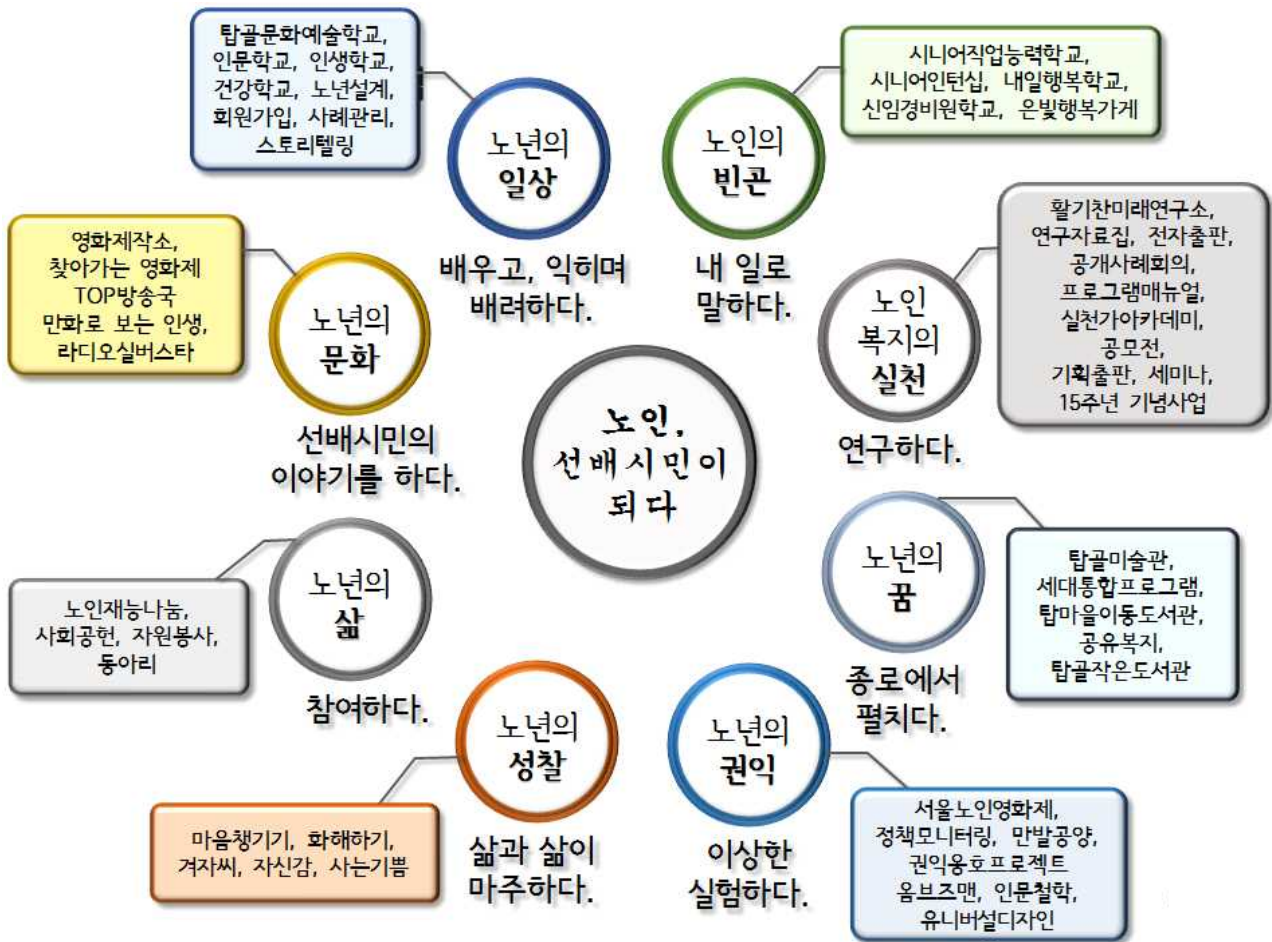 탑골문화예술학교,
인문학교, 인생학교,
건강학교, 노년설계,
회원가입, 사례관리,
스토리텔링
노년의
일상
배우고, 익히며
배려하다.
시니어직업능력학교,
시니어인턴십, 내일행복학교,
신임경비원학교, 은빛행복가게
노인의
빈곤
내 일로
말하다.
영화제작소,
찾아가는 영화제
TOP방송국
만화로 보는 인생,
라디오실버스타
노년의
문화
선배시민의
이야기를 하다.
활기찬미래연구소,
연구자료집, 전자출판,
공개사례회의,
프로그램매뉴얼,
실천가아카데미,
공모전,
기획출판, 세미나,
15주년 기념사업
노인
복지의
실천
연구하다.
노인,
선배시민이
되다
노인재능나눔,
사회공헌, 자원봉사,
동아리
노년의
삶
참여하다.
탑골미술관,
세대통합프로그램,
탑마을이동도서관,
공유복지,
탑골작은도서관
노년의
꿈
종로에서
펼치다.
마음챙기기, 화해하기,
겨자씨, 자신감, 사는기쁨
노년의
성찰
삶과 삶이
마주하다.
서울노인영화제,
정책모니터링, 만발공양,
권익옹호프로젝트
옴브즈맨, 인문철학,
유니버설디자인
노년의
권익
이상한
실험하다.